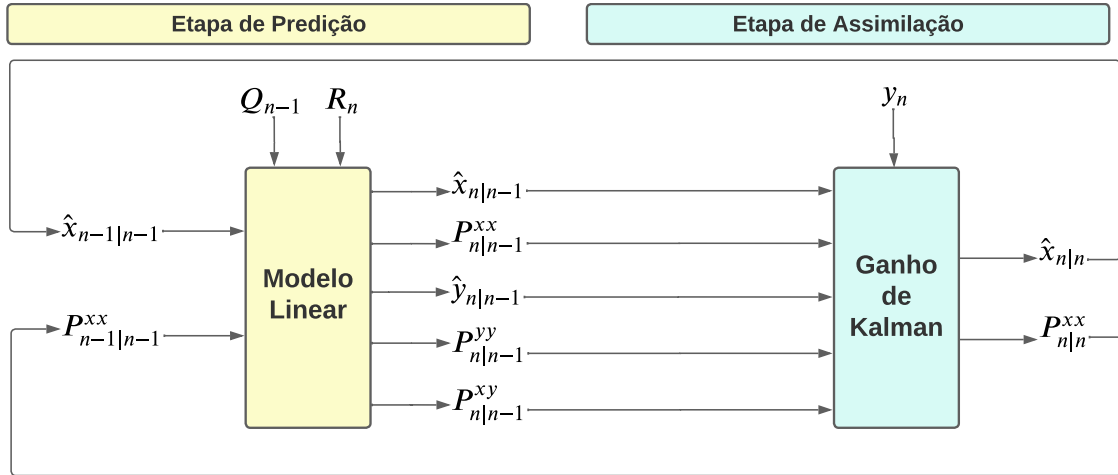 Etapa de Predição
Etapa de Assimilação
Q_{n−1}
R_n
y_n
x̂_{n|n−1}
x̂_{n−1|n−1}
P^{xx}_{n|n−1}
Modelo
Linear
Ganho
de
Kalman
x̂_{n|n}
ŷ_{n|n−1}
P^{xx}_{n−1|n−1}
P^{yy}_{n|n−1}
P^{xx}_{n|n}
P^{xy}_{n|n−1}